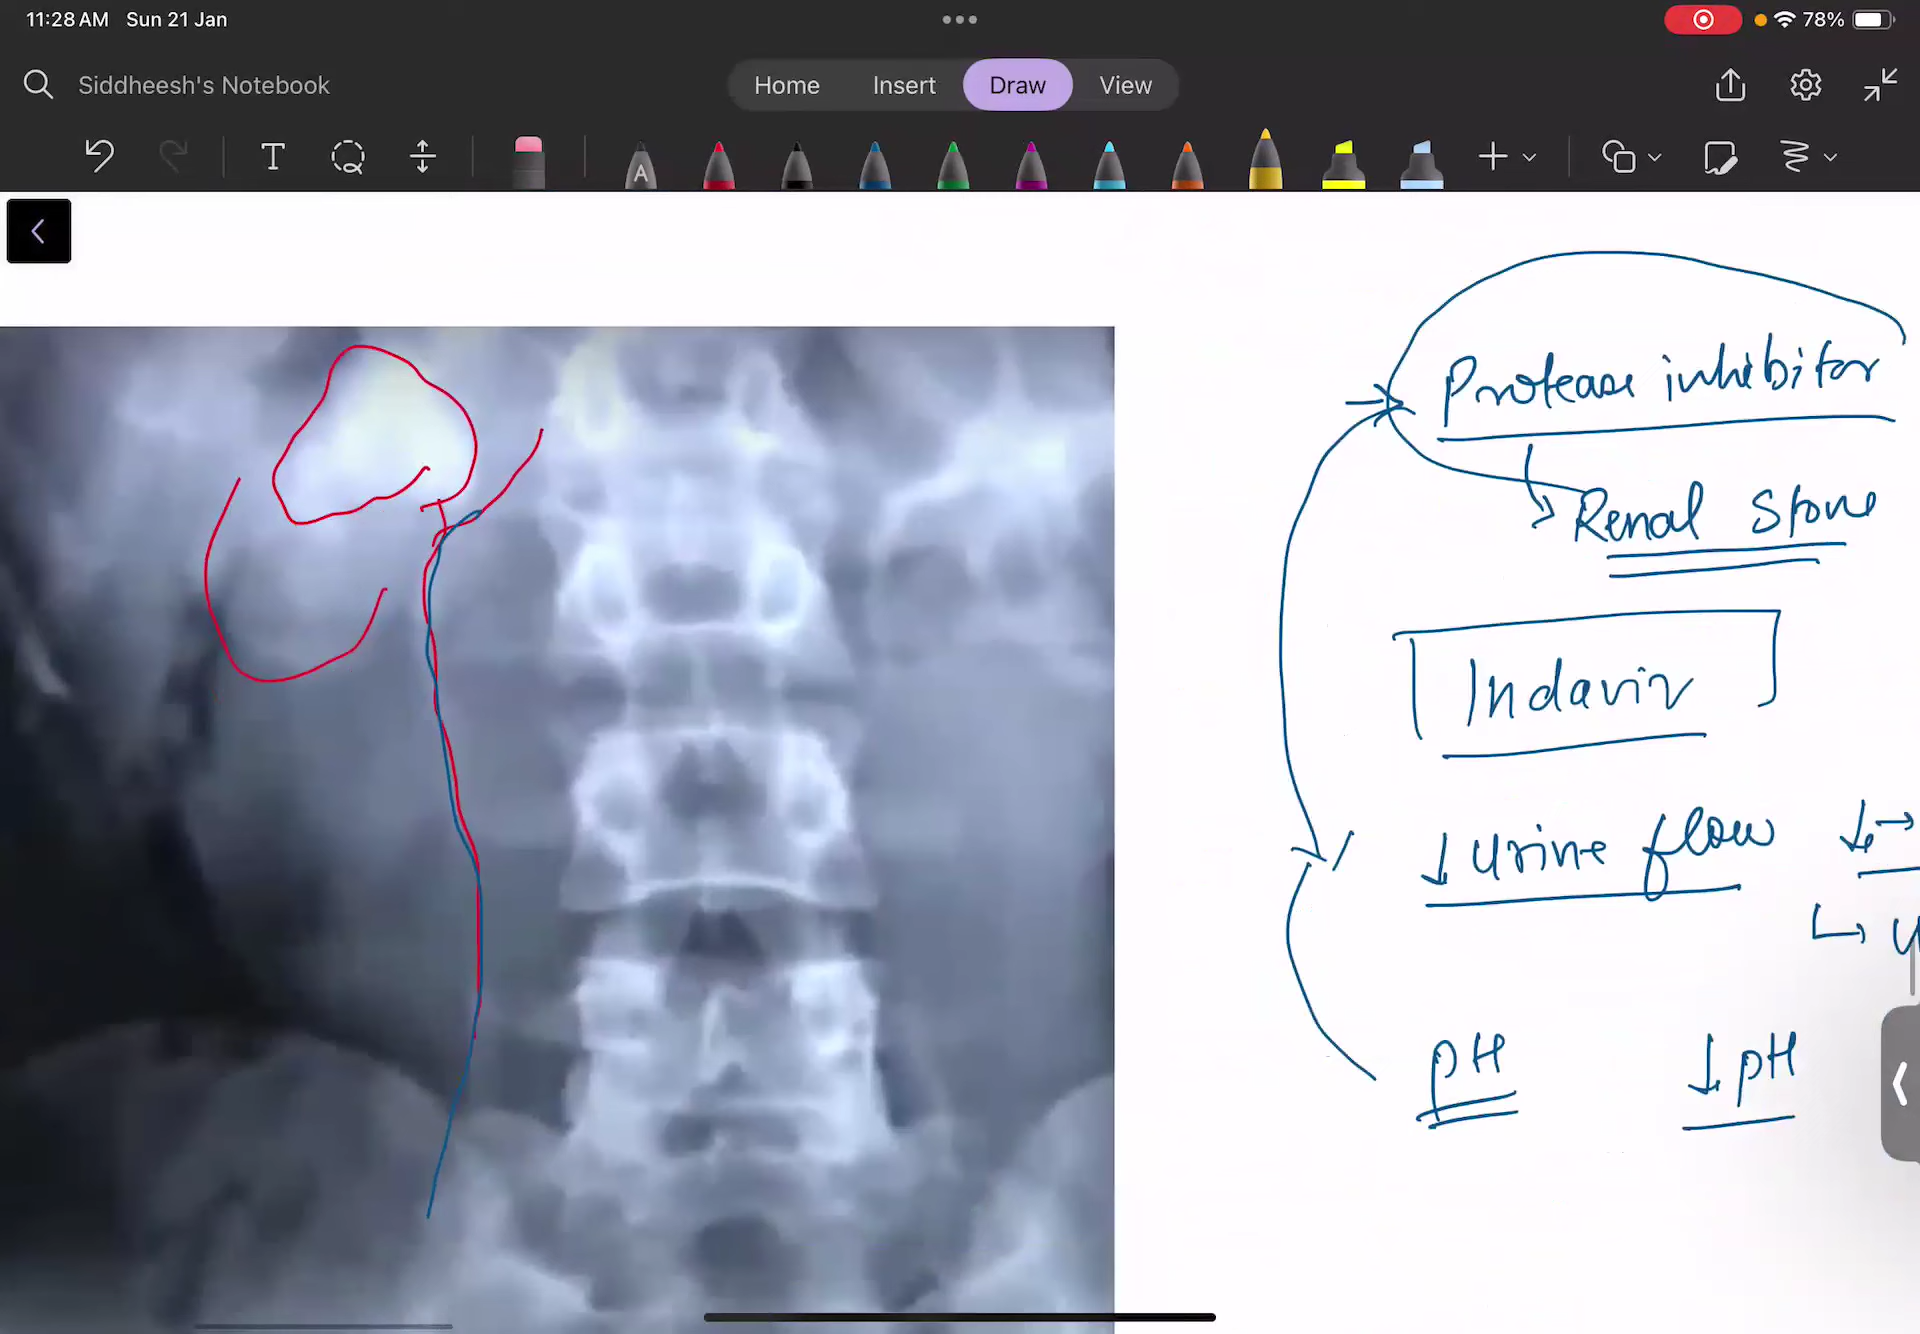 11:28 AM Sun 21 Jan
78%
Siddheesh's Notebook
Home Insert Draw View
T
A
Protease inhibitor
Renal Stone
Indavir
↓ Urine flow ↓→
↳
pH ↓ pH